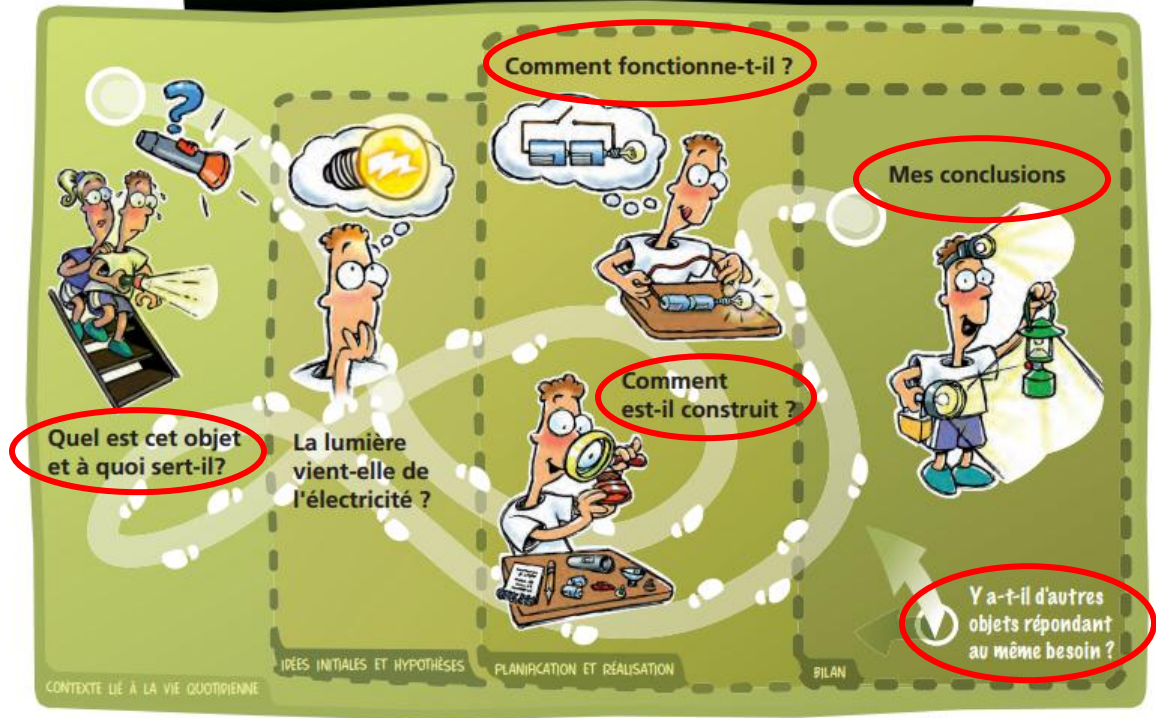 Comment fonctionne-t-il ?
Mes conclusions
Quel est cet objet
et à quoi sert-il?
La lumière
vient-elle de
l'électricité ?
Comment
est-il construit ?
Y a-t-il d'autres
objets répondant
au même besoin ?
CONTEXTE LIÉ À LA VIE QUOTIDIENNE
IDÉES INITIALES ET HYPOTHÈSES
PLANIFICATION ET RÉALISATION
BILAN